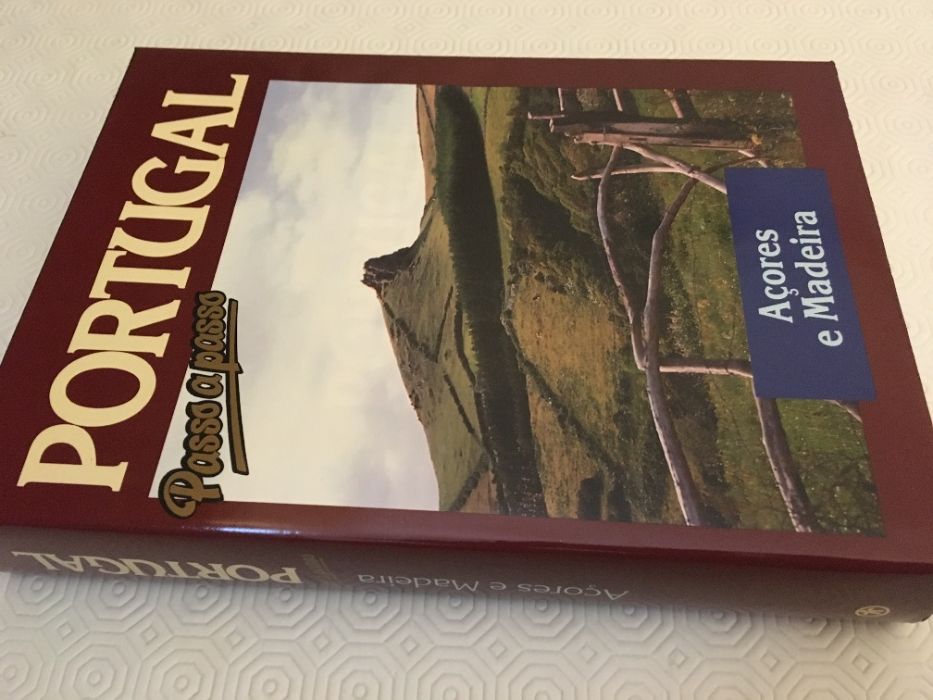 PORTUGAL
Passo a passo
Açores
e Madeira
PORTUGAL
Açores e Madeira